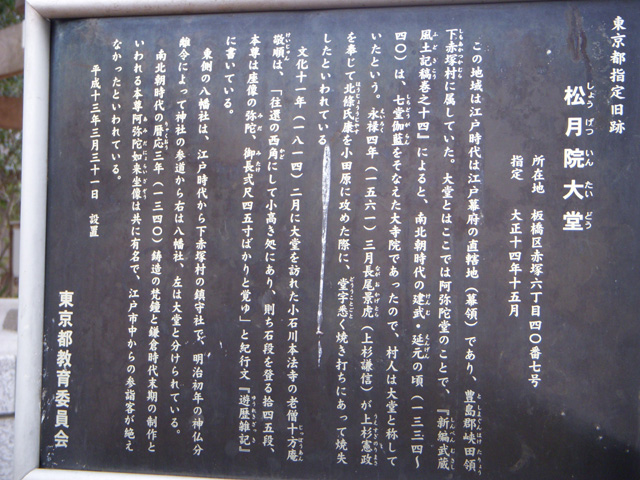 東京都指定旧跡
松月院大堂
しょう げつ いん たい どう
所在地 板橋区赤塚六丁目四〇番七号
指定 大正十四年十五月
この地域は江戸時代は江戸幕府の直轄地(幕領)であり、豊島郡峡田領
下赤塚村に属していた。大堂とはここでは阿弥陀堂のことで、『新編武蔵
風土記稿巻之十四』によると、南北朝時代の建武・延元の頃(一三三四~
四〇)は、七堂伽藍をそなえた大寺院であったので、村人は大堂と称して
いたという。永禄四年(一五六一)三月長尾景虎(上杉謙信)が上杉憲政
を奉じて北條氏康を小田原に攻めた際に、堂宇悉く焼き打ちにあって焼失
したといわれている
文化十一年(一八一四)二月に大堂を訪れた小石川本法寺の老僧十方庵
敬順は、「往還の西角にして小高き処にあり、則ち石段を登る拾四五段、
本尊は座像の弥陀、御長弐尺四五寸ばかりと覚ゆ」と紀行文『遊歴雑記』
に書いている。
東側の八幡社は、江戸時代から下赤塚村の鎮守社で、明治初年の神仏分
離令によって神社の参道から右は八幡社、左は大堂と分けられている。
南北朝時代の暦応三年(一三四〇)鋳造の梵鐘と鎌倉時代末期の制作と
いわれる本尊阿弥陀如来坐像は共に有名で、江戸市中からの参詣客が絶え
なかったといわれている。
平成十三年三月三十一日 設置
東京都教育委員会